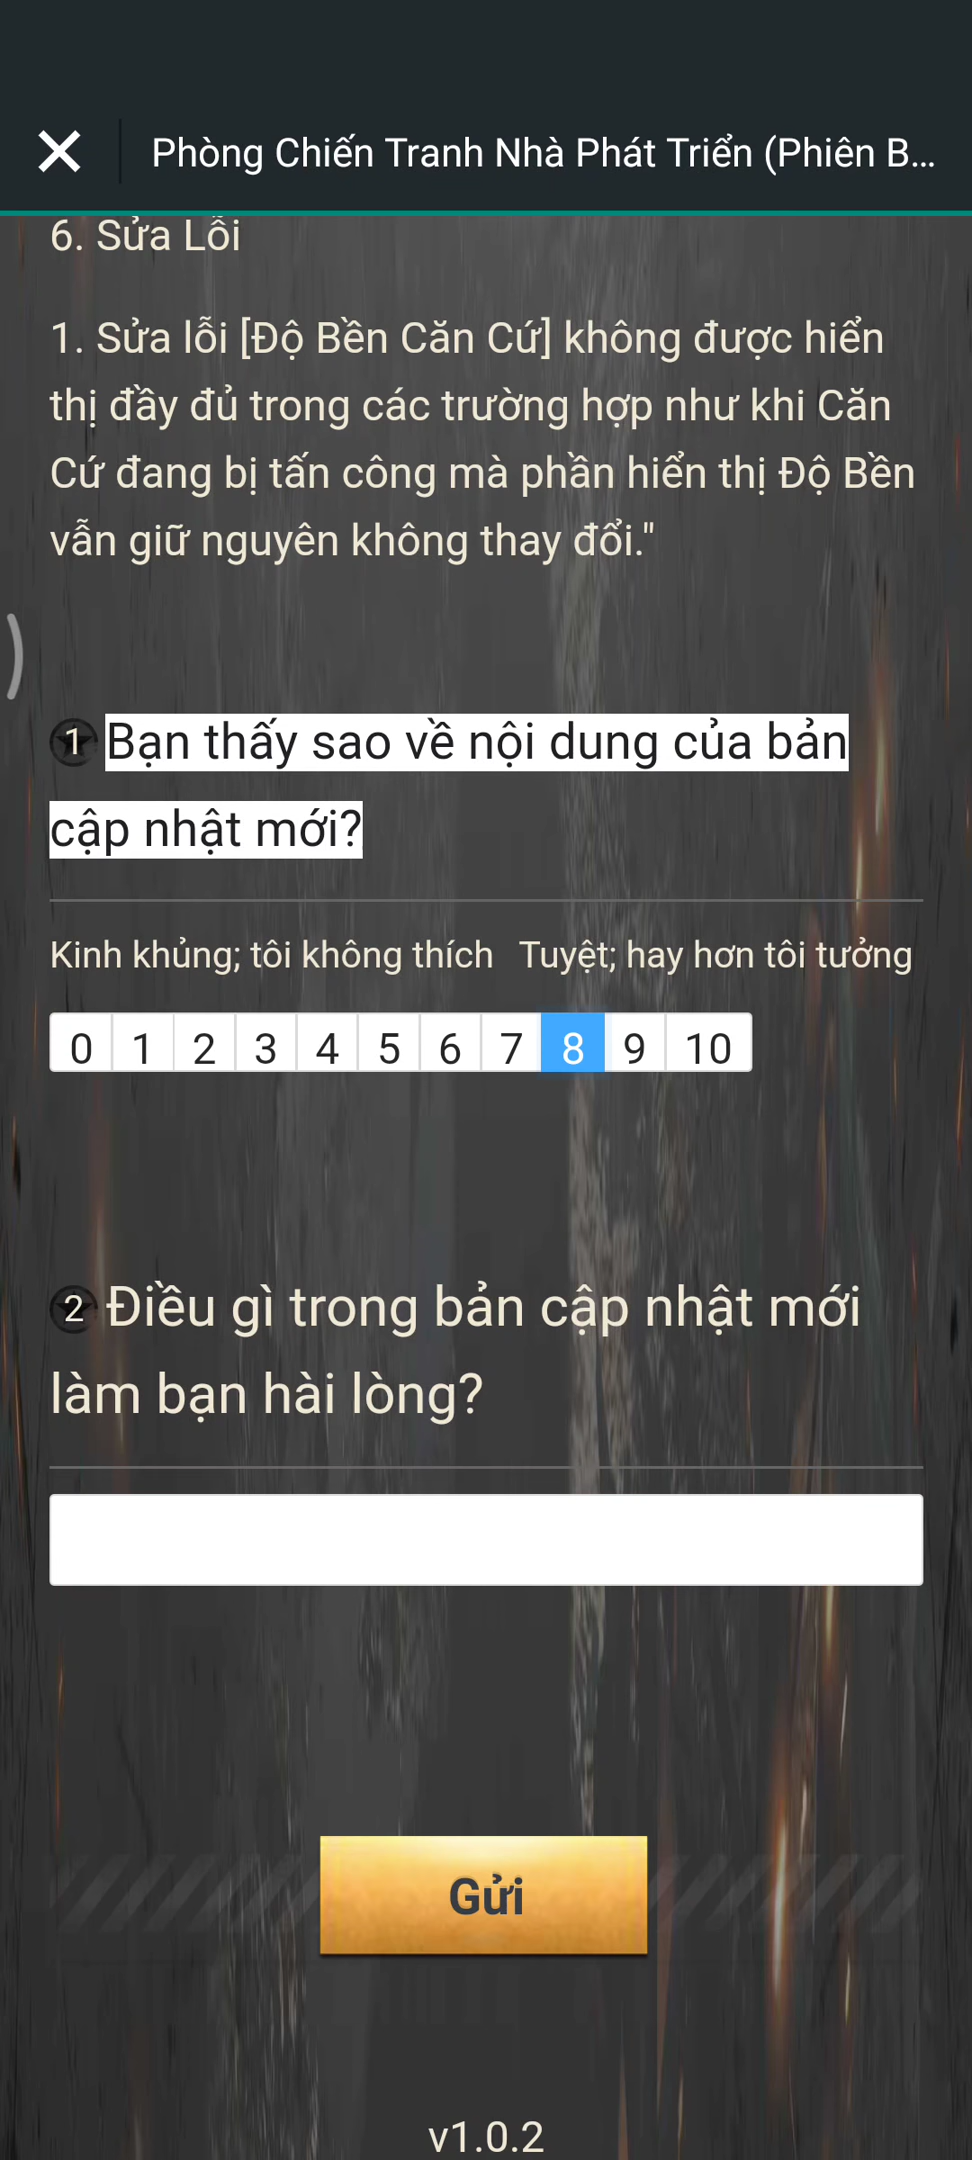 Phòng Chiến Tranh Nhà Phát Triển (Phiên B...
6. Sửa Lỗi
1. Sửa lỗi [Độ Bền Căn Cứ] không được hiển
thị đầy đủ trong các trường hợp như khi Căn
Cứ đang bị tấn công mà phần hiển thị Độ Bền
vẫn giữ nguyên không thay đổi."
1 Bạn thấy sao về nội dung của bản
cập nhật mới?
Kinh khủng; tôi không thích Tuyệt; hay hơn tôi tưởng
0 1 2 3 4 5 6 7 8 9 10
2 Điều gì trong bản cập nhật mới
làm bạn hài lòng?
Gửi
v1.0.2